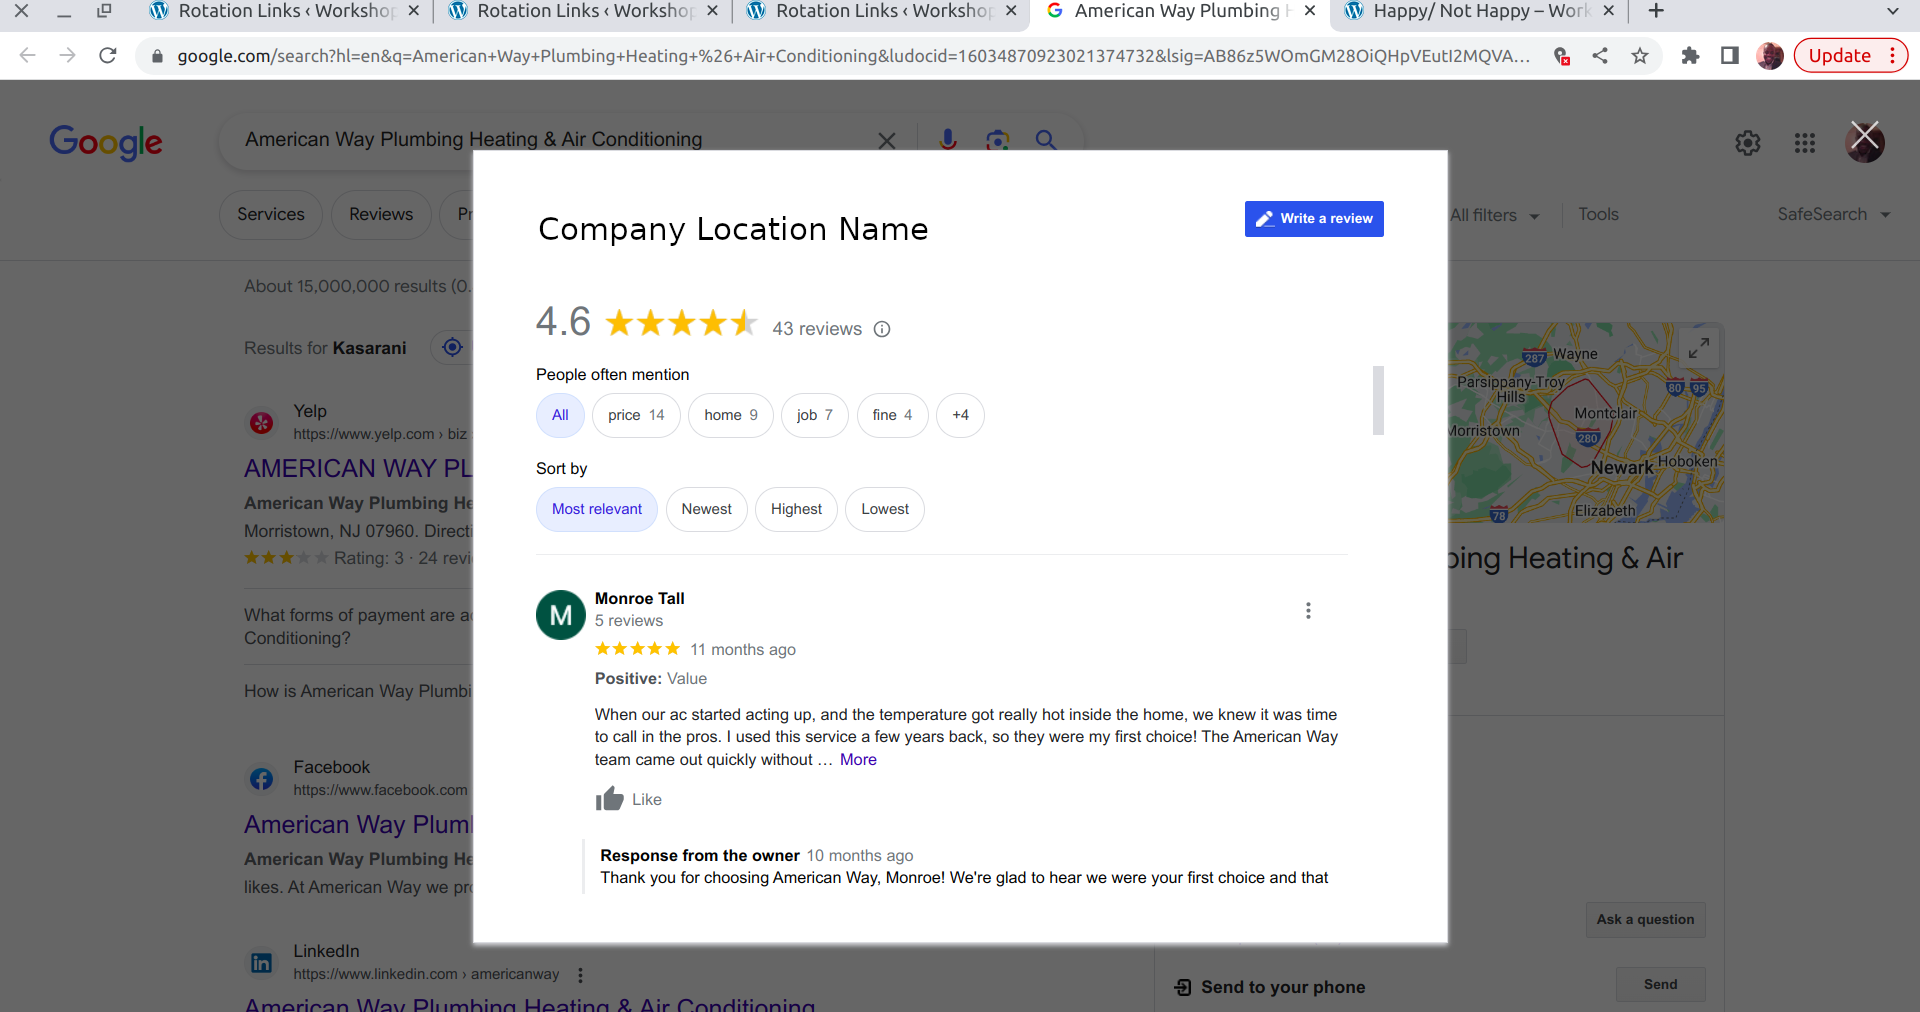 Rotation Links ‹ Workshop
Rotation Links ‹ Workshop
Rotation Links ‹ Workshop
American Way Plumbing H
Happy/ Not Happy – Work
google.com/search?hl=en&q=American+Way+Plumbing+Heating+%26+Air+Conditioning&ludocid=16034870923021374732&lsig=AB86z5WOmGM28OiQHpVEutI2MQVA...
Update
Google
American Way Plumbing Heating & Air Conditioning
Services
Reviews
Pr
All filters
Tools
SafeSearch
About 15,000,000 results (0.
Results for Kasarani
Yelp
https://www.yelp.com › biz
AMERICAN WAY PL
American Way Plumbing He
Morristown, NJ 07960. Directi
Rating: 3 · 24 revi
What forms of payment are ac
Conditioning?
How is American Way Plumbi
Facebook
https://www.facebook.com
American Way Plumb
American Way Plumbing He
likes. At American Way we pro
LinkedIn
https://www.linkedin.com › americanway
American Way Plumbing Heating & Air Conditioning
Company Location Name
Write a review
4.6
43 reviews
People often mention
All
price 14
home 9
job 7
fine 4
+4
Sort by
Most relevant
Newest
Highest
Lowest
M
Monroe Tall
5 reviews
11 months ago
Positive: Value
When our ac started acting up, and the temperature got really hot inside the home, we knew it was time
to call in the pros. I used this service a few years back, so they were my first choice! The American Way
team came out quickly without … More
Like
Response from the owner 10 months ago
Thank you for choosing American Way, Monroe! We're glad to hear we were your first choice and that
287
Wayne
Parsippany-Troy
Hills
80
95
Montclair
Morristown
280
Newark
Hoboken
78
Elizabeth
bing Heating & Air
Ask a question
Send to your phone
Send